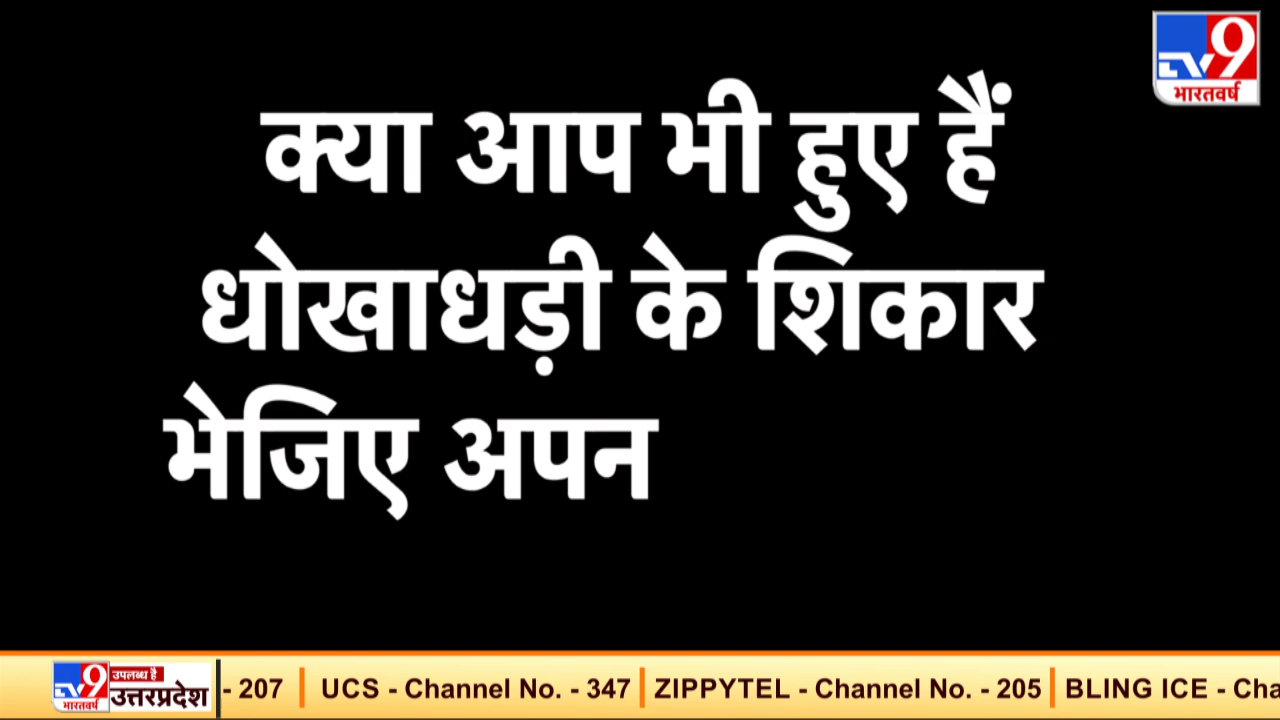 TV9
भारतवर्ष
क्या आप भी हुए हैं
धोखाधड़ी के शिकार
भेजिए अपन
TV9 भारतवर्ष उपलब्ध है उत्तरप्रदेश - 207 | UCS - Channel No. - 347 | ZIPPYTEL - Channel No. - 205 | BLING ICE - Cha